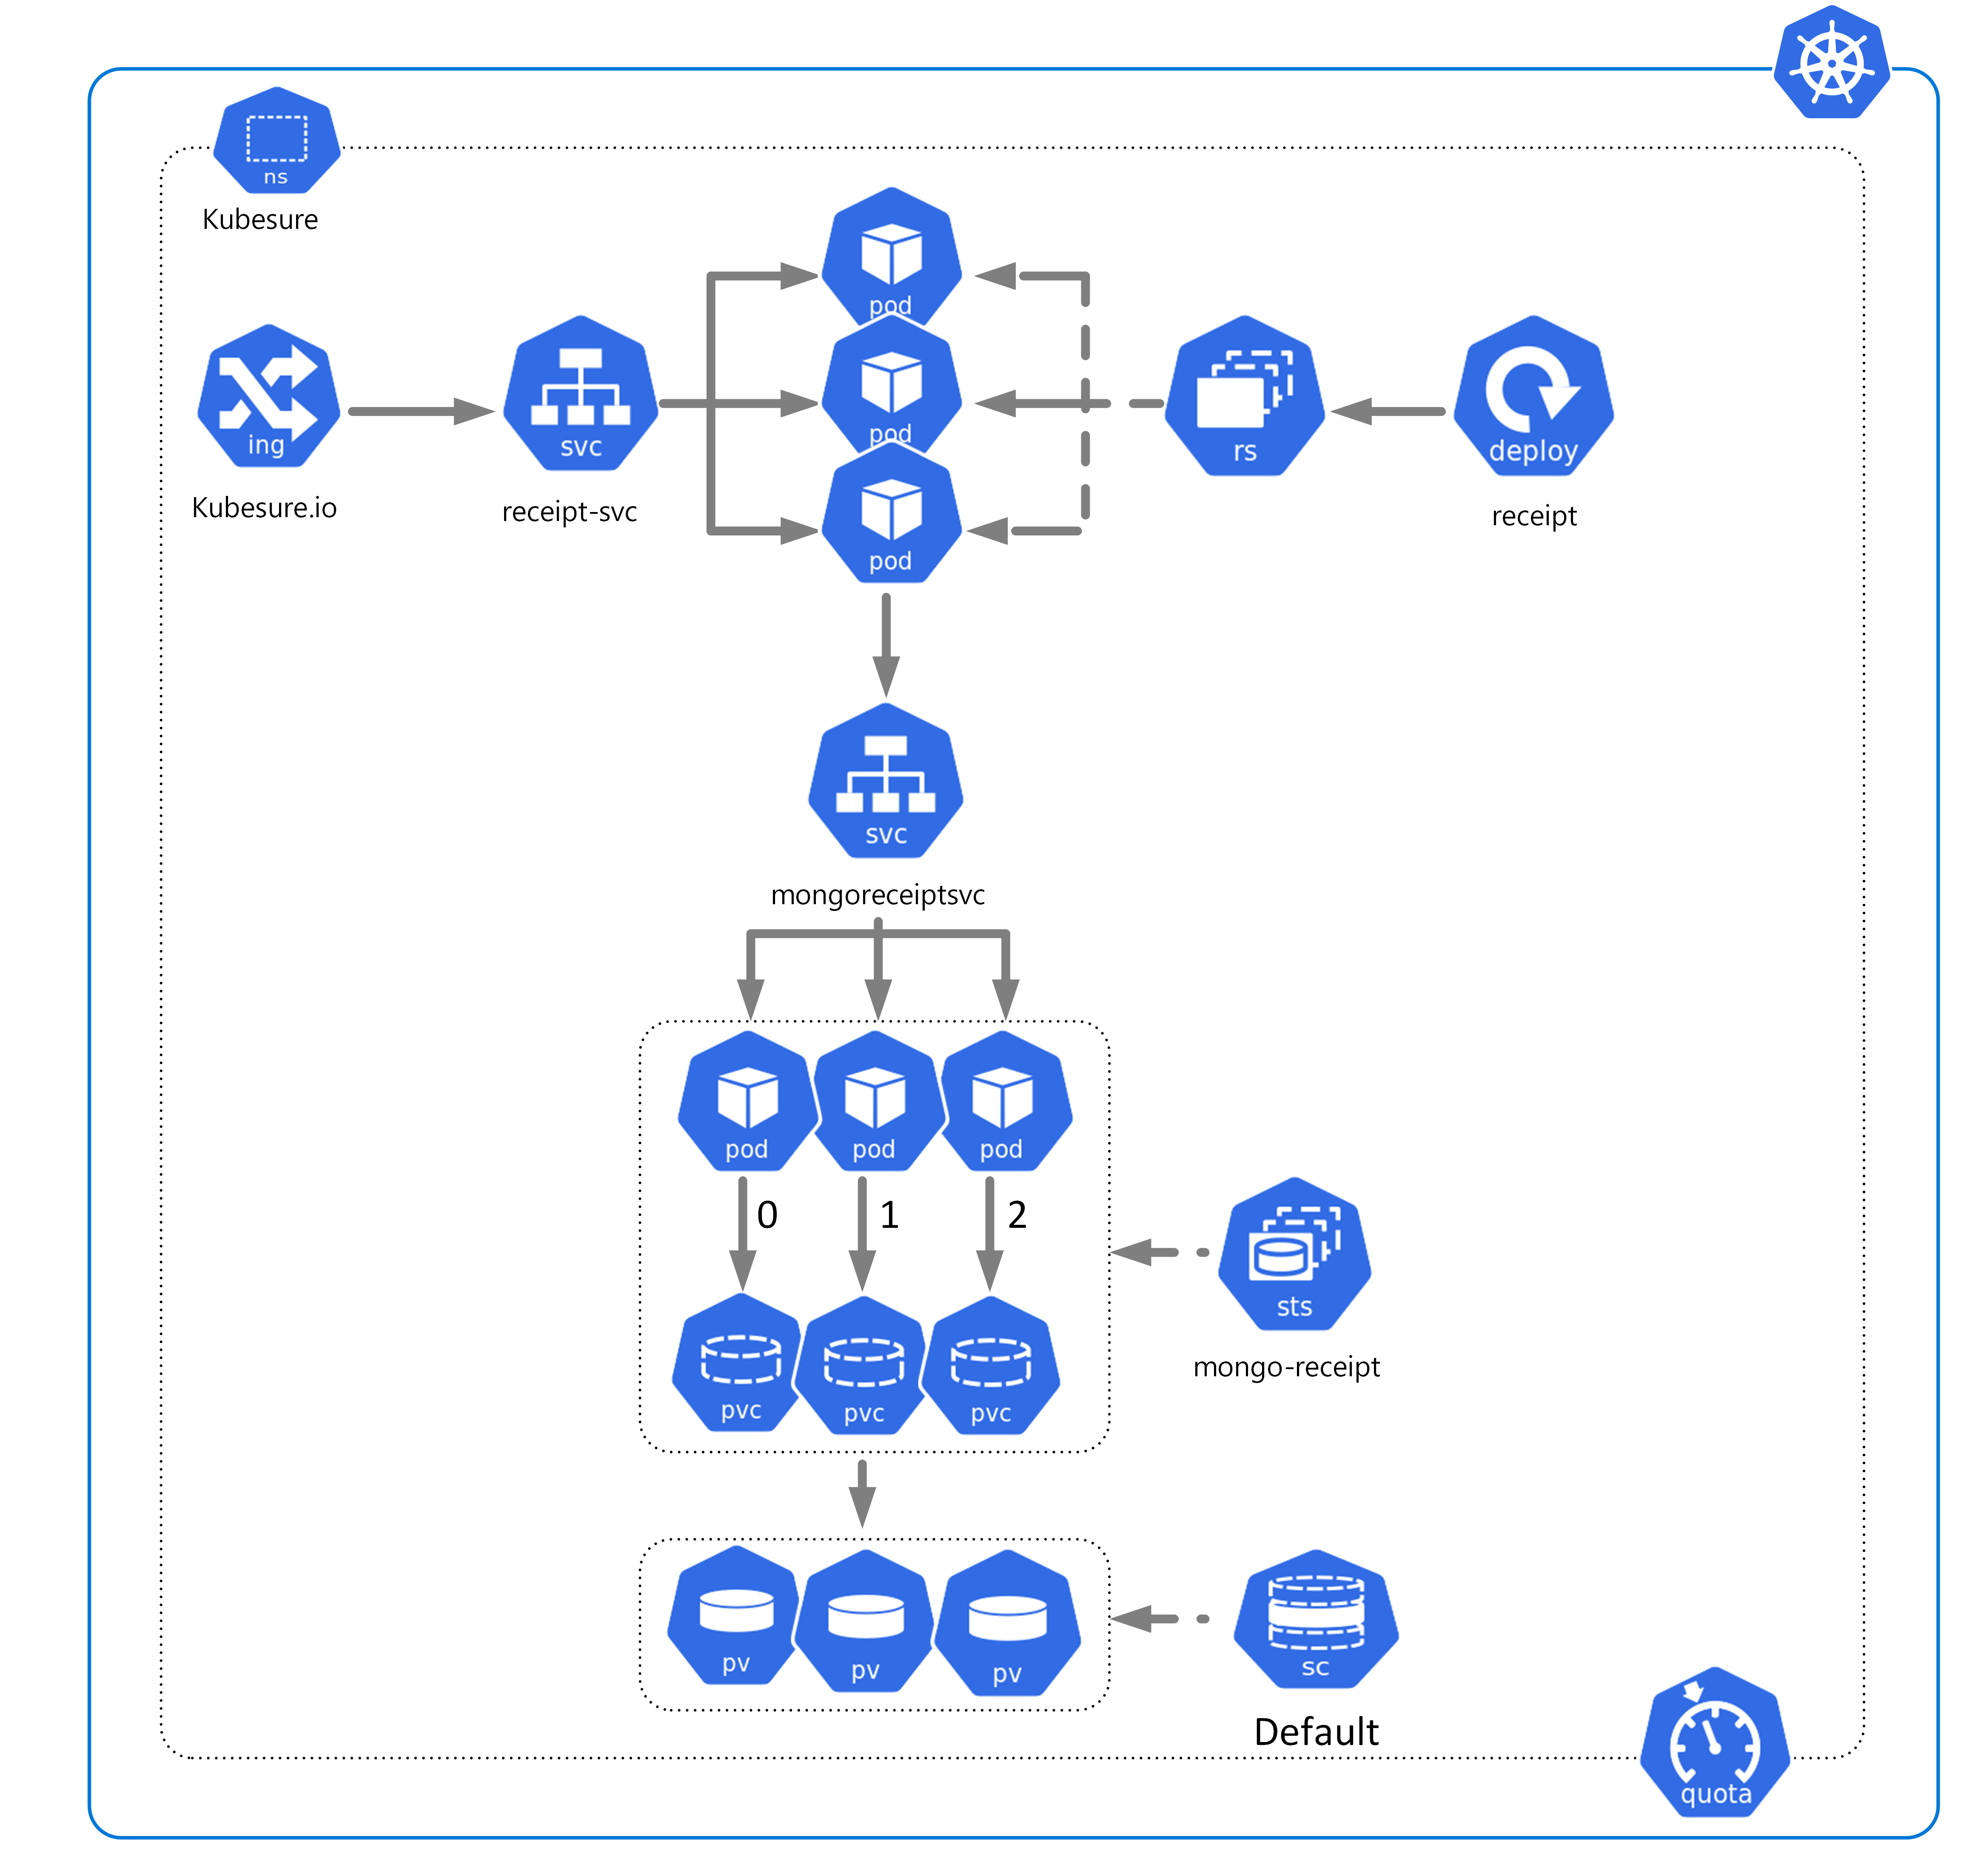 ns
Kubesure
pod
pod
pod
ing
svc
rs
deploy
Kubesure.io
receipt-svc
receipt
svc
mongoreceiptsvc
pod
pod
pod
0
1
2
sts
mongo-receipt
pvc
pvc
pvc
pv
pv
pv
sc
Default
quota